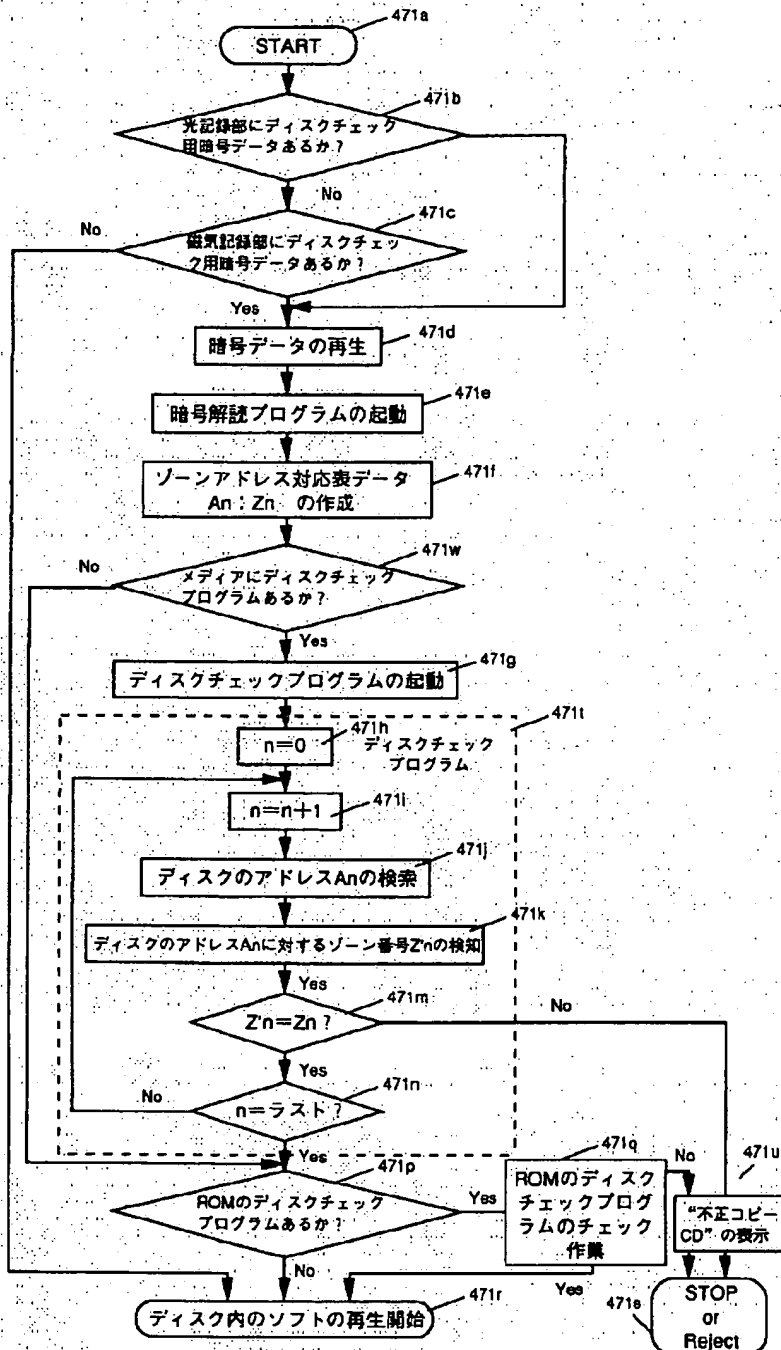 471a
START
471b
光記録部にディスクチェック
用暗号データあるか？
No
471c
No
磁気記録部にディスクチェッ
ク用暗号データあるか？
Yes
471d
暗号データの再生
471e
暗号解読プログラムの起動
471f
ゾーンアドレス対応表データ
An：Zn の作成
471w
No
メディアにディスクチェック
プログラムあるか？
Yes
471g
ディスクチェックプログラムの起動
471t
471h
n=0
ディスクチェック
プログラム
471i
n=n+1
471j
ディスクのアドレスAnの検索
471k
ディスクのアドレスAnに対するゾーン番号Z'nの検知
Yes
471m
No
Z'n=Zn？
Yes
471n
No
n=ラスト？
Yes
471p
ROMのディスクチェック
プログラムあるか？
Yes
471q
ROMのディスク
チェックプログ
ラムのチェック
作業
No
471u
“不正コピー
CD”の表示
No
Yes
471r
ディスク内のソフトの再生開始
471s
STOP
or
Reject